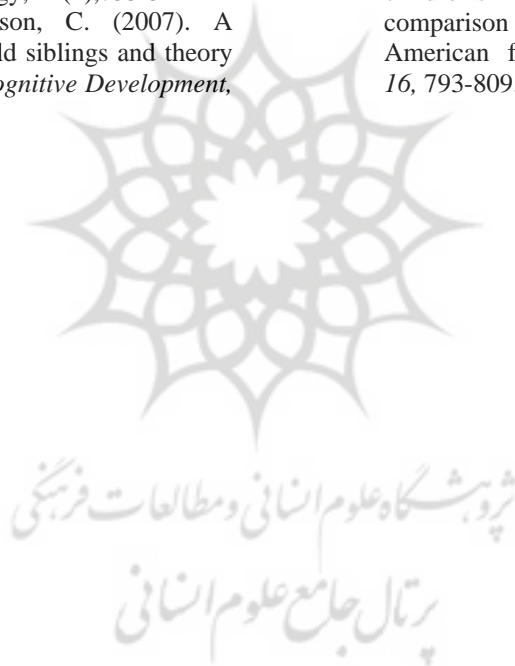 son, C. (2007). A
ld siblings and theory
ognitive Development,
comparison
American f
16, 793-809
پژوهشگاه علوم انسانی و مطالعات فرهنگی
پرتال جامع علوم انسانی